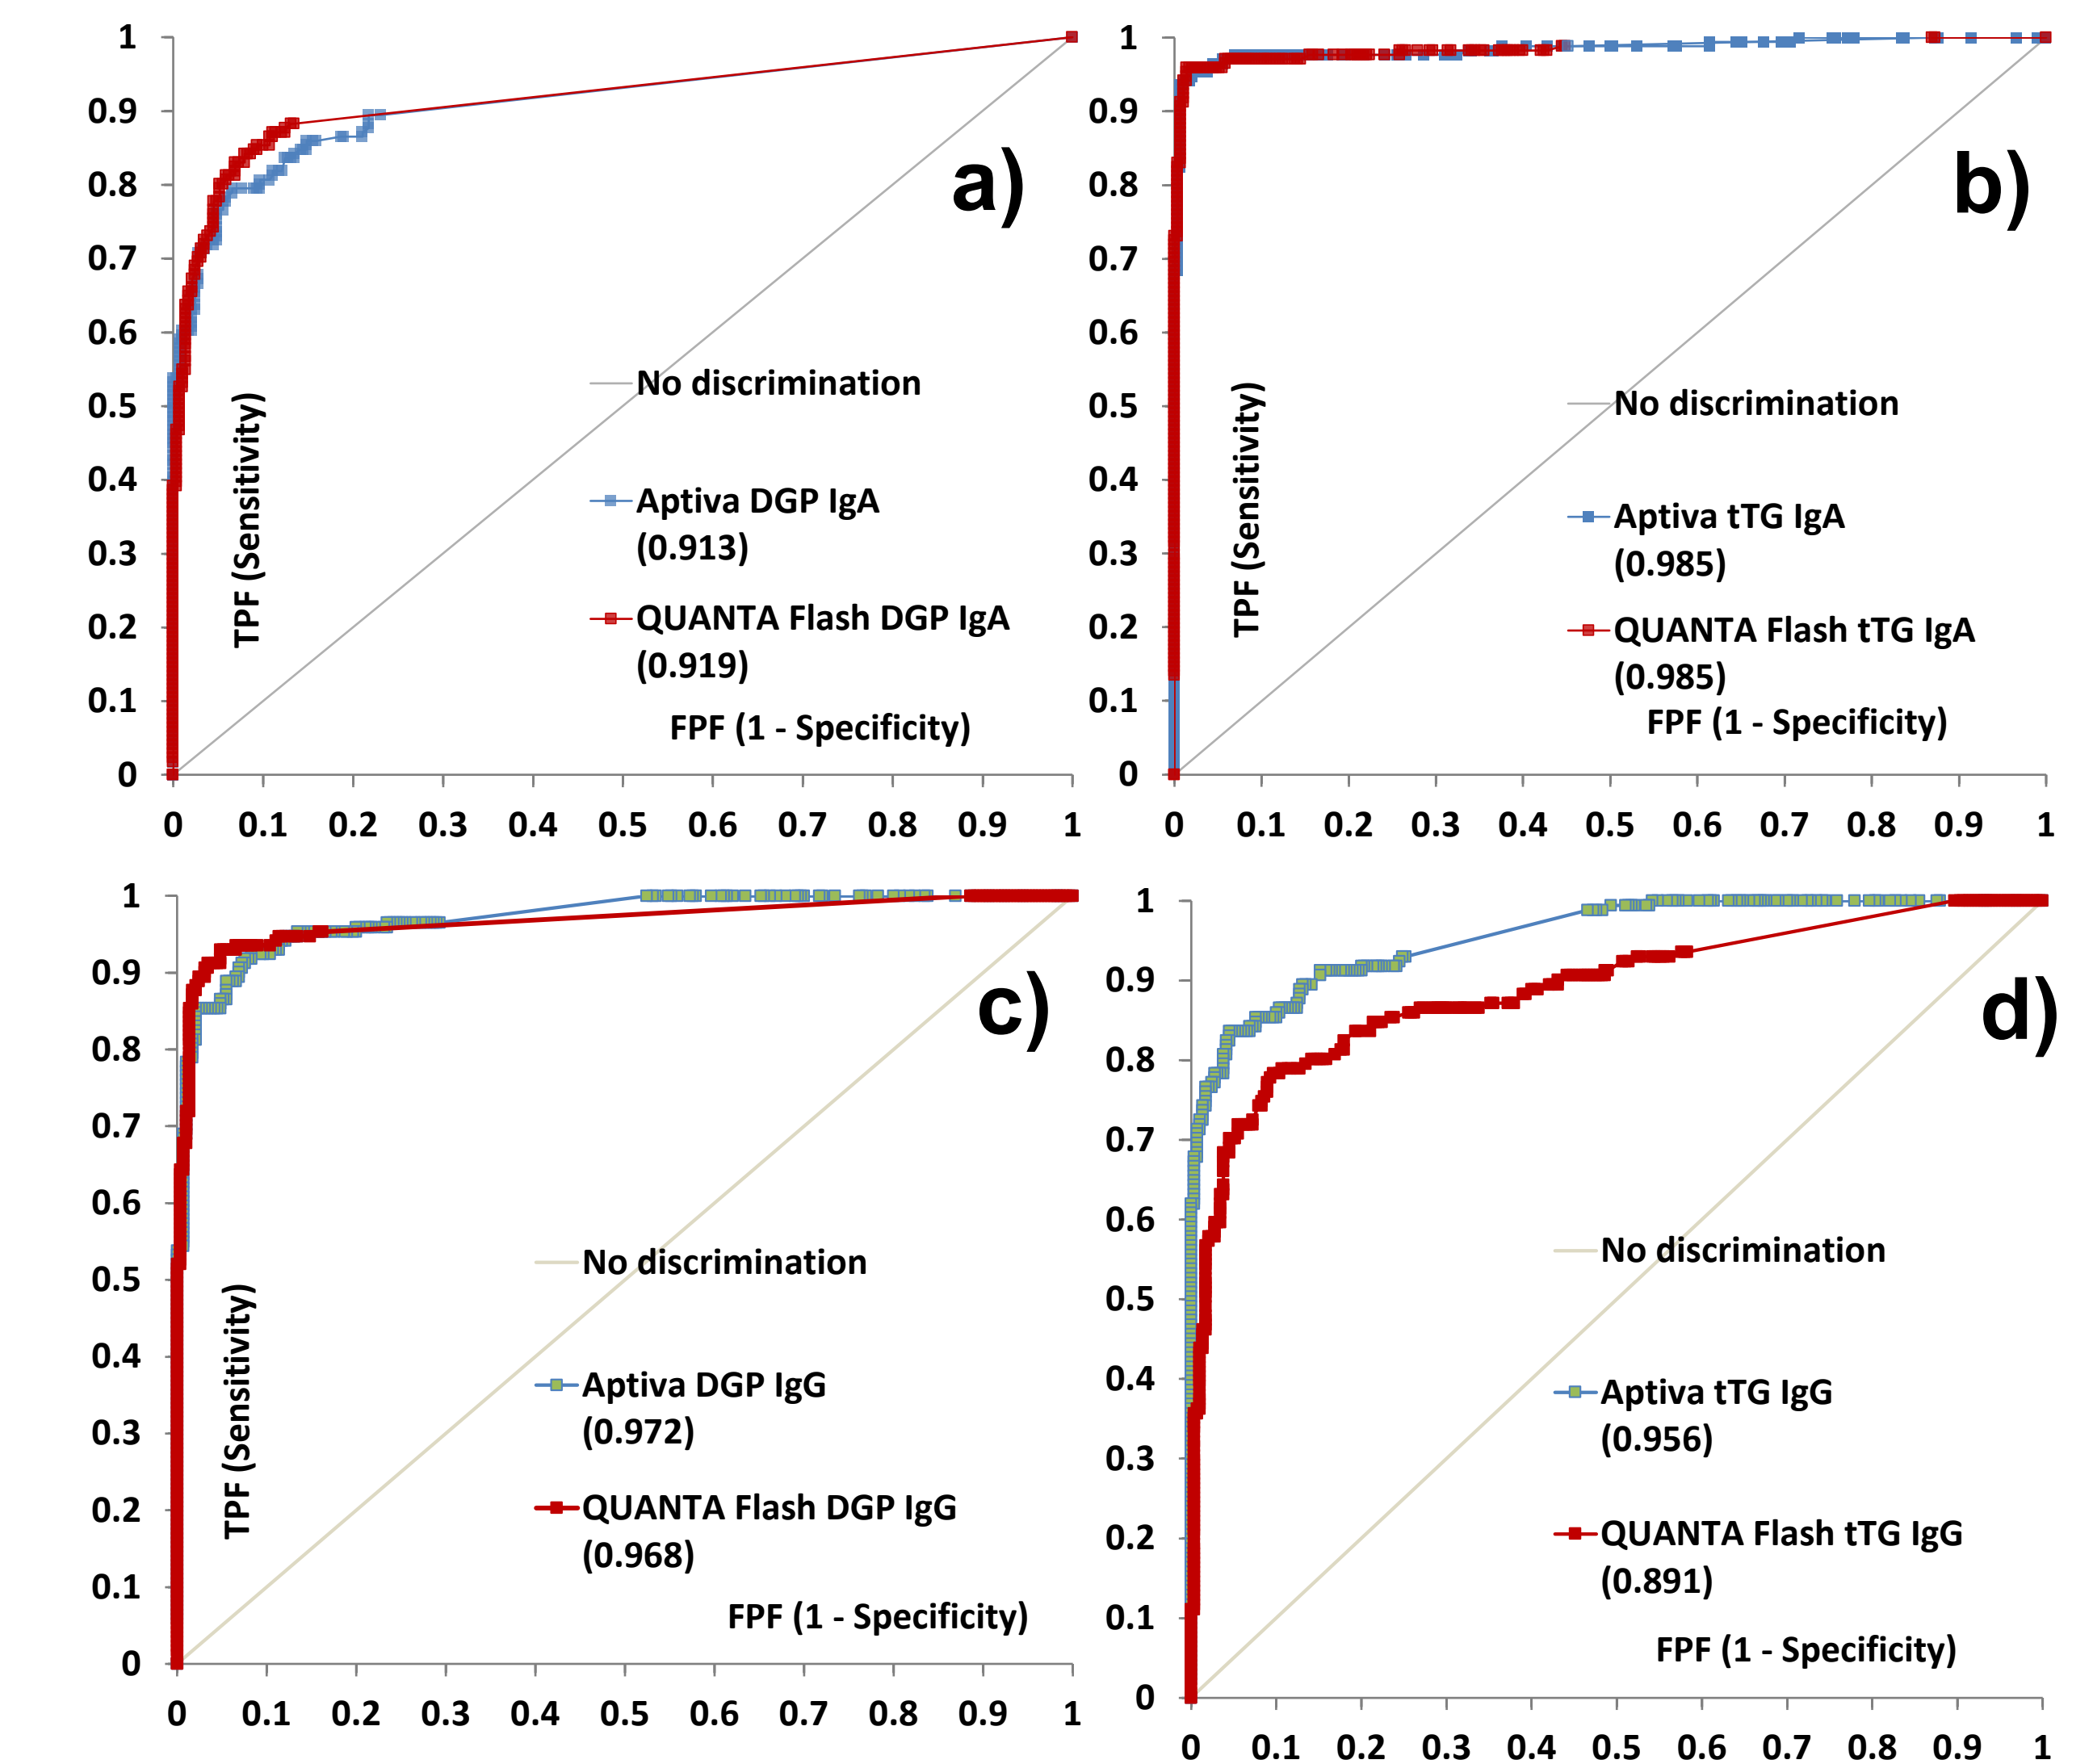 1
0.9
0.8
0.7
0.6
0.5
0.4
0.3
0.2
0.1
0
TPF (Sensitivity)
a)
No discrimination
Aptiva DGP IgA
(0.913)
QUANTA Flash DGP IgA
(0.919)
FPF (1 - Specificity)
0 0.1 0.2 0.3 0.4 0.5 0.6 0.7 0.8 0.9 1
1
0.9
0.8
0.7
0.6
0.5
0.4
0.3
0.2
0.1
0
TPF (Sensitivity)
b)
No discrimination
Aptiva tTG IgA
(0.985)
QUANTA Flash tTG IgA
(0.985)
FPF (1 - Specificity)
0 0.1 0.2 0.3 0.4 0.5 0.6 0.7 0.8 0.9 1
1
0.9
0.8
0.7
0.6
0.5
0.4
0.3
0.2
0.1
0
TPF (Sensitivity)
c)
No discrimination
Aptiva DGP IgG
(0.972)
QUANTA Flash DGP IgG
(0.968)
FPF (1 - Specificity)
0 0.1 0.2 0.3 0.4 0.5 0.6 0.7 0.8 0.9 1
1
0.9
0.8
0.7
0.6
0.5
0.4
0.3
0.2
0.1
0
d)
No discrimination
Aptiva tTG IgG
(0.956)
QUANTA Flash tTG IgG
(0.891)
FPF (1 - Specificity)
0 0.1 0.2 0.3 0.4 0.5 0.6 0.7 0.8 0.9 1